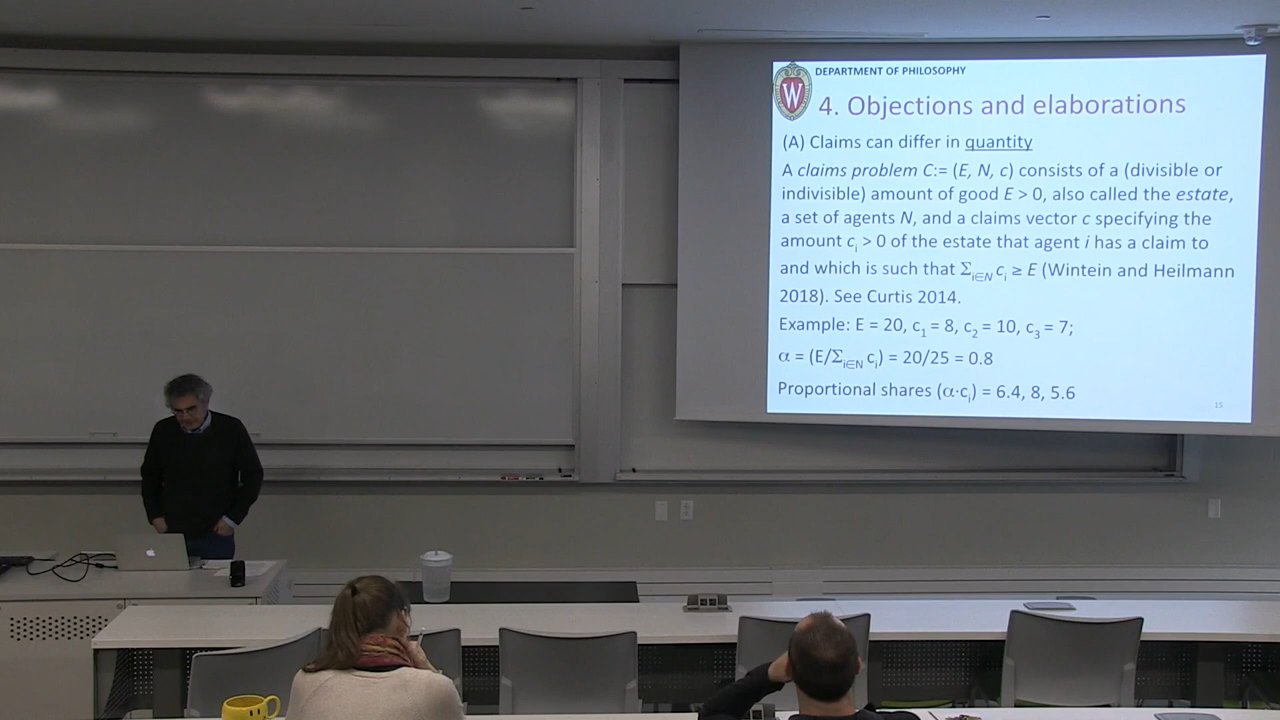 DEPARTMENT OF PHILOSOPHY
W
4. Objections and elaborations
(A) Claims can differ in quantity
A claims problem C:= (E, N, c) consists of a (divisible or
indivisible) amount of good E > 0, also called the estate,
a set of agents N, and a claims vector c specifying the
amount cᵢ > 0 of the estate that agent i has a claim to
and which is such that Σi∈N cᵢ ≥ E (Wintein and Heilmann
2018). See Curtis 2014.
Example: E = 20, c₁ = 8, c₂ = 10, c₃ = 7;
α = (E/Σi∈N cᵢ) = 20/25 = 0.8
Proportional shares (α·cᵢ) = 6.4, 8, 5.6
15